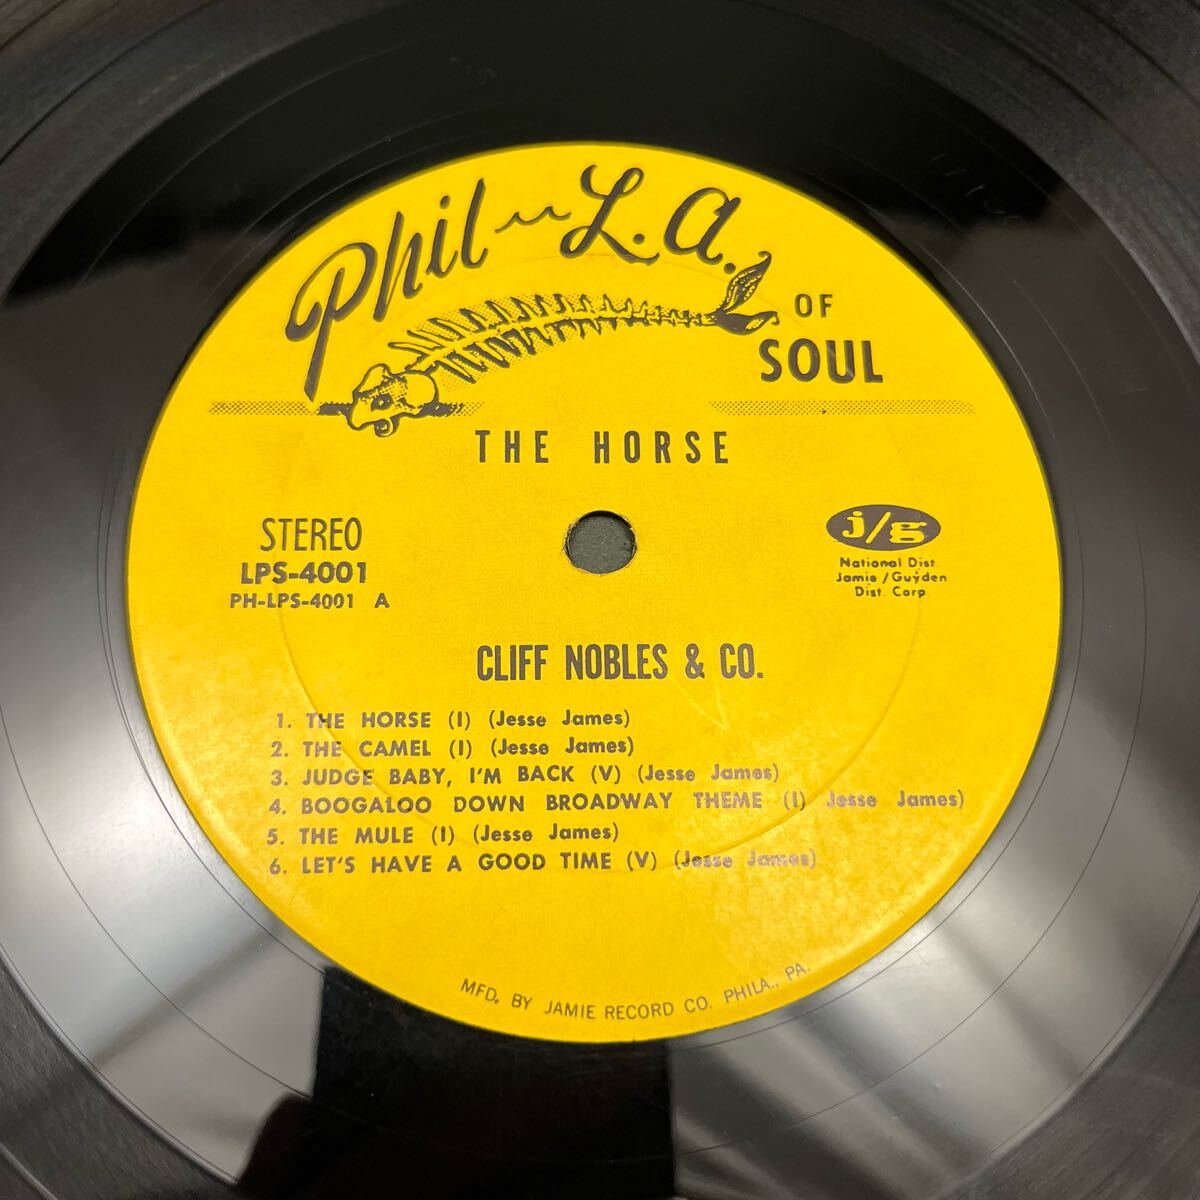 Phil-L.A.
OF
SOUL
THE HORSE
STEREO
LPS-4001
PH-LPS-4001 A
j/g
National Dist.
Jamie/Guyden
Dist. Corp
CLIFF NOBLES & CO.
1. THE HORSE (I) (Jesse James)
2. THE CAMEL (I) (Jesse James)
3. JUDGE BABY, I'M BACK (V) (Jesse James)
4. BOOGALOO DOWN BROADWAY THEME (I) Jesse James)
5. THE MULE (I) (Jesse James)
6. LET'S HAVE A GOOD TIME (V) (Jesse James)
MFD. BY JAMIE RECORD CO. PHILA., PA.